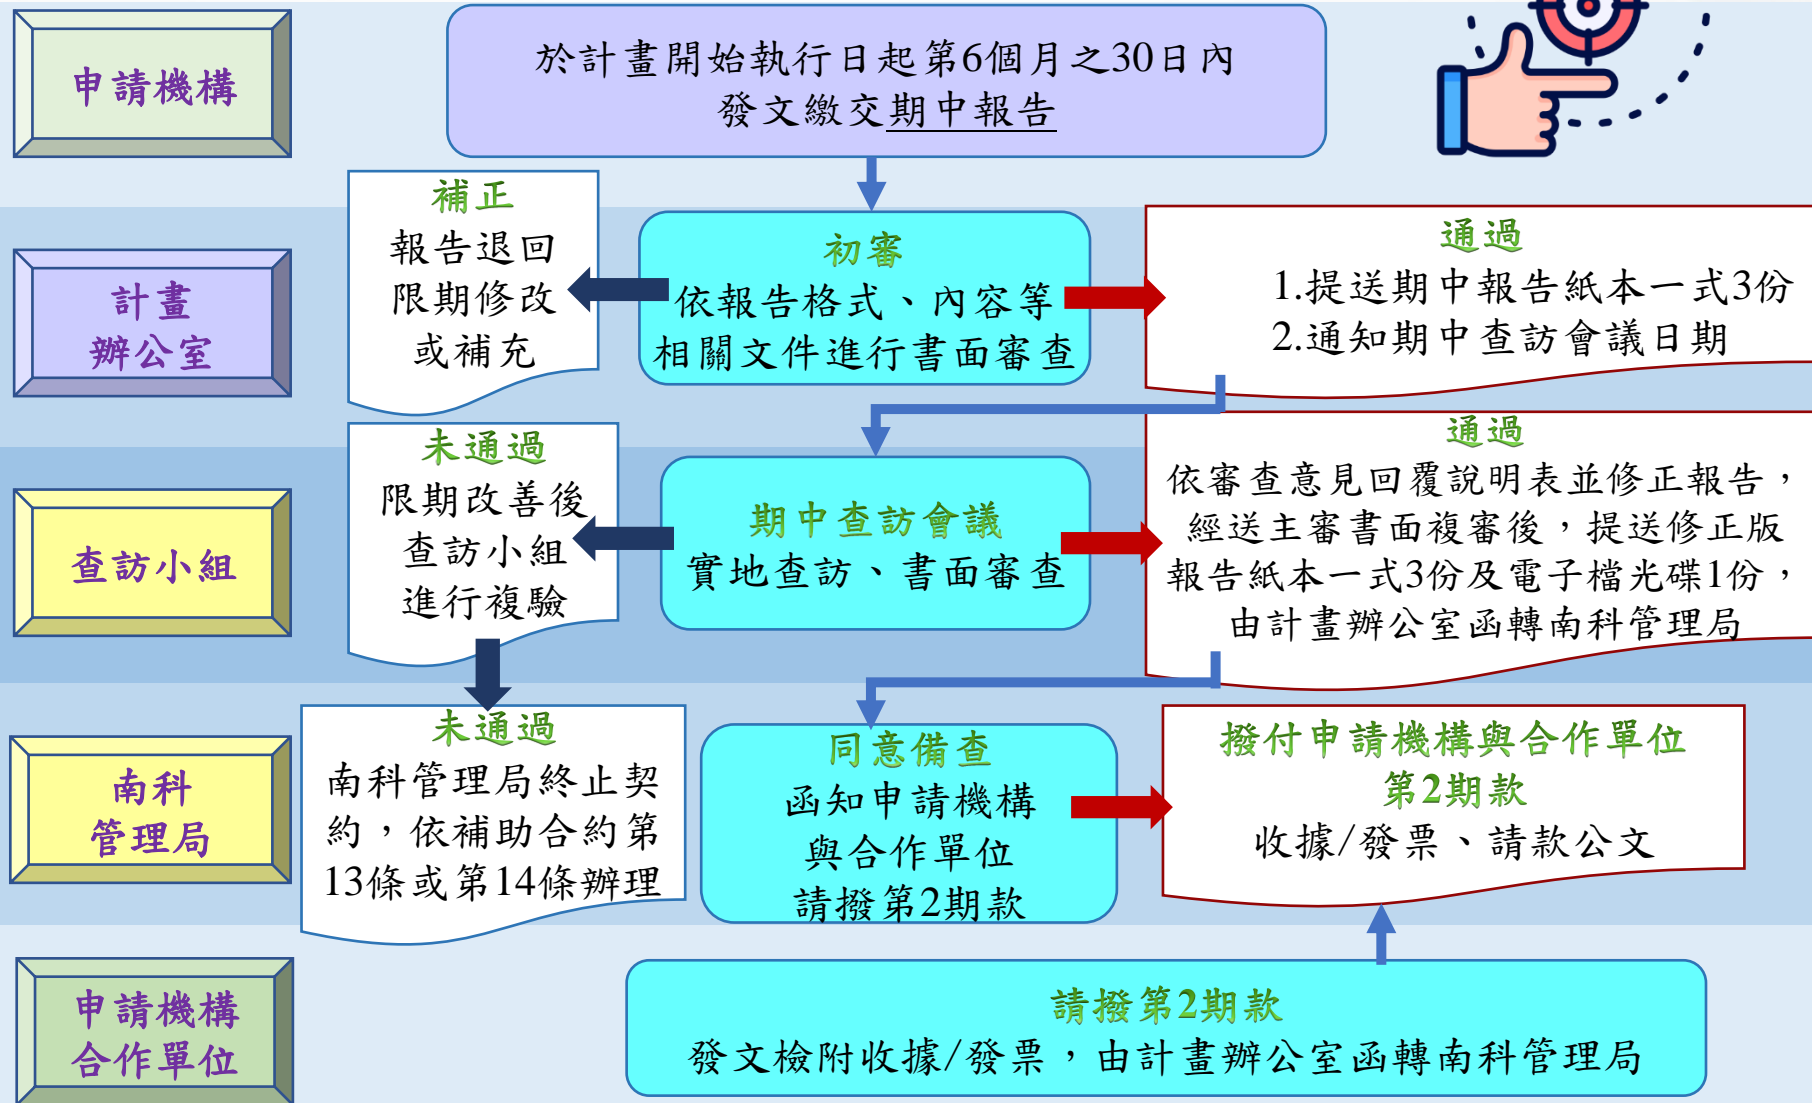 申請機構
於計畫開始執行日起第6個月之30日內
發文繳交期中報告
計畫
辦公室
補正
報告退回
限期修改
或補充
初審
依報告格式、內容等
相關文件進行書面審查
通過
1.提送期中報告紙本一式3份
2.通知期中查訪會議日期
查訪小組
未通過
限期改善後
查訪小組
進行複驗
期中查訪會議
實地查訪、書面審查
通過
依審查意見回覆說明表並修正報告，
經送主審書面複審後，提送修正版
報告紙本一式3份及電子檔光碟1份，
由計畫辦公室函轉南科管理局
南科
管理局
未通過
南科管理局終止契
約，依補助合約第
13條或第14條辦理
同意備查
函知申請機構
與合作單位
請撥第2期款
撥付申請機構與合作單位
第2期款
收據/發票、請款公文
申請機構
合作單位
請撥第2期款
發文檢附收據/發票，由計畫辦公室函轉南科管理局